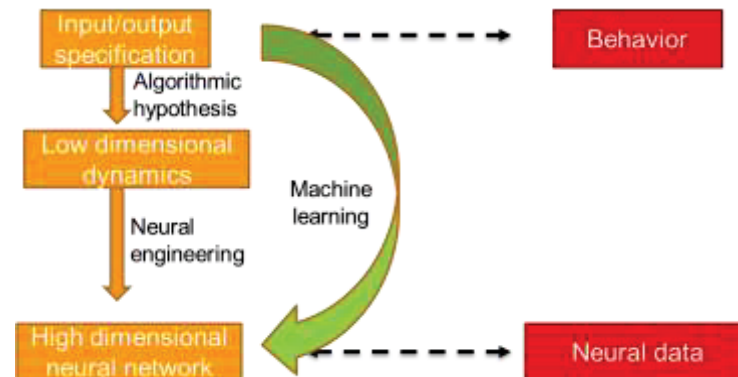 Input/output
specification
Behavior
Algorithmic
hypothesis
Low dimensional
dynamics
Machine
learning
Neural
engineering
High dimensional
neural network
Neural data